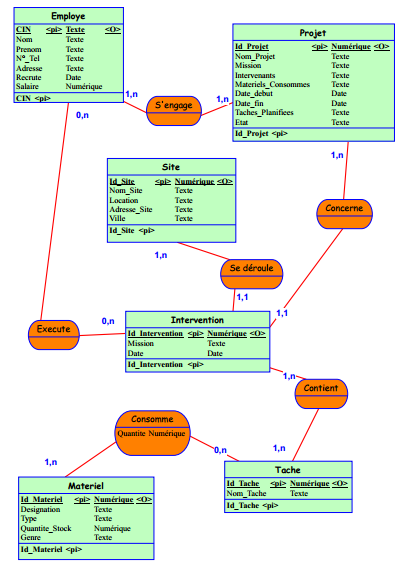 Employe
CIN <pi> Texte <O>
Nom Texte
Prenom Texte
N°_Tel Texte
Adresse Texte
Recrute Date
Salaire Numérique
CIN <pi>
Projet
Id_Projet <pi> Numérique <O>
Nom_Projet Texte
Mission Texte
Intervenants Texte
Materiels_Consommes Texte
Date_debut Date
Date_fin Date
Taches_Planifiees Texte
Etat Texte
Id_Projet <pi>
1,n
S'engage
1,n
0,n
1,n
Site
Id_Site <pi> Numérique <O>
Nom_Site Texte
Location Texte
Adresse_Site Texte
Ville Texte
Id_Site <pi>
Concerne
1,n
Se déroule
1,1
1,1
Execute
0,n
Intervention
Id_Intervention <pi> Numérique <O>
Mission Texte
Date Date
Id_Intervention <pi>
1,n
Contient
Consomme
Quantite Numérique
1,n
0,n
1,n
Materiel
Id_Materiel <pi> Numérique <O>
Designation Texte
Type Texte
Quantite_Stock Numérique
Genre Texte
Id_Materiel <pi>
Tache
Id_Tache <pi> Numérique <O>
Nom_Tache Texte
Id_Tache <pi>